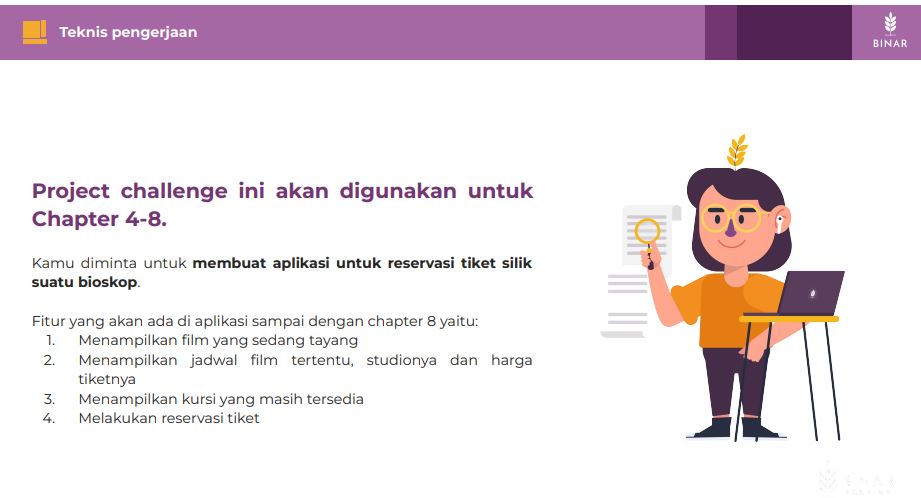 Teknis pengerjaan
BINAR
Project challenge ini akan digunakan untuk
Chapter 4-8.
Kamu diminta untuk membuat aplikasi untuk reservasi tiket silik
suatu bioskop.
Fitur yang akan ada di aplikasi sampai dengan chapter 8 yaitu:
1. Menampilkan film yang sedang tayang
2. Menampilkan jadwal film tertentu, studionya dan harga
tiketnya
3. Menampilkan kursi yang masih tersedia
4. Melakukan reservasi tiket